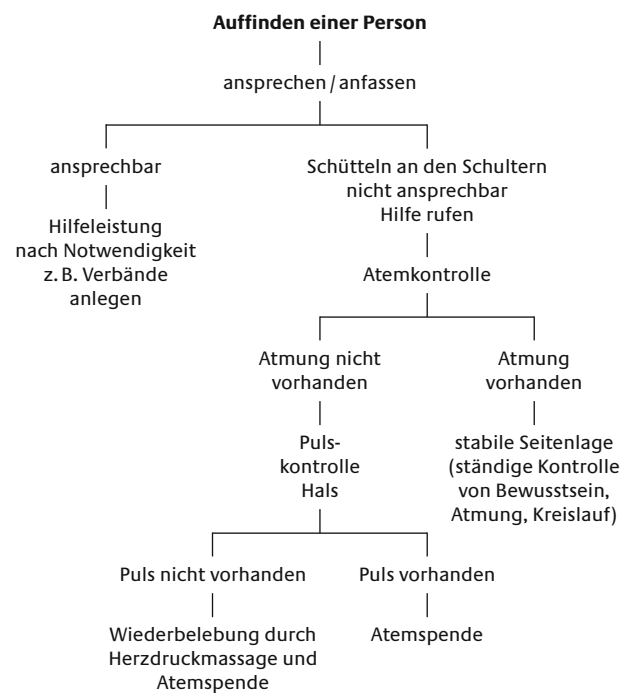 Auffinden einer Person
ansprechen / anfassen
ansprechbar
Hilfeleistung
nach Notwendigkeit
z. B. Verbände
anlegen
Schütteln an den Schultern
nicht ansprechbar
Hilfe rufen
Atemkontrolle
Atmung nicht
vorhanden
Puls-
kontrolle
Hals
Puls nicht vorhanden
Wiederbelebung durch
Herzdruckmassage und
Atemspende
Puls vorhanden
Atemspende
Atmung
vorhanden
stabile Seitenlage
(ständige Kontrolle
von Bewusstsein,
Atmung, Kreislauf)